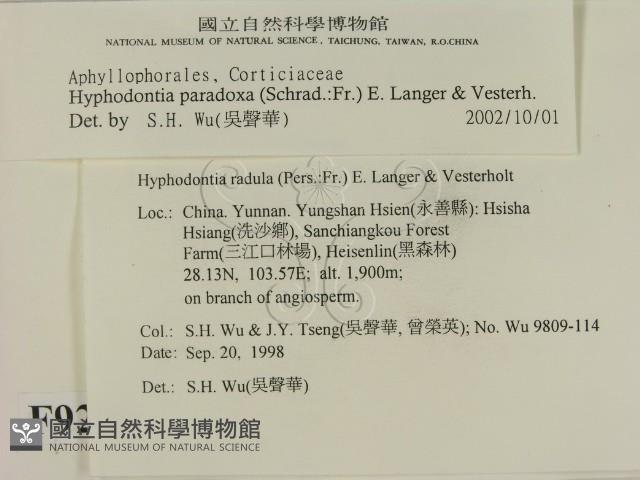 國立自然科學博物館
NATIONAL MUSEUM OF NATURAL SCIENCE, TAICHUNG, TAIWAN, R.O.CHINA
Aphyllophorales, Corticiaceae
Hyphodontia paradoxa (Schrad.:Fr.) E. Langer & Vesterh.
Det. by S.H. Wu(吳聲華) 2002/10/01
Hyphodontia radula (Pers.:Fr.) E. Langer & Vesterholt
Loc.: China. Yunnan. Yungshan Hsien(永善縣): Hsisha
Hsiang(洗沙鄉), Sanchiangkou Forest
Farm(三江口林場), Heisenlin(黑森林)
28.13N, 103.57E; alt. 1,900m;
on branch of angiosperm.
Col.: S.H. Wu & J.Y. Tseng(吳聲華, 曾榮英); No. Wu 9809-114
Date: Sep. 20, 1998
Det.: S.H. Wu(吳聲華)
國立自然科學博物館
NATIONAL MUSEUM OF NATURAL SCIENCE